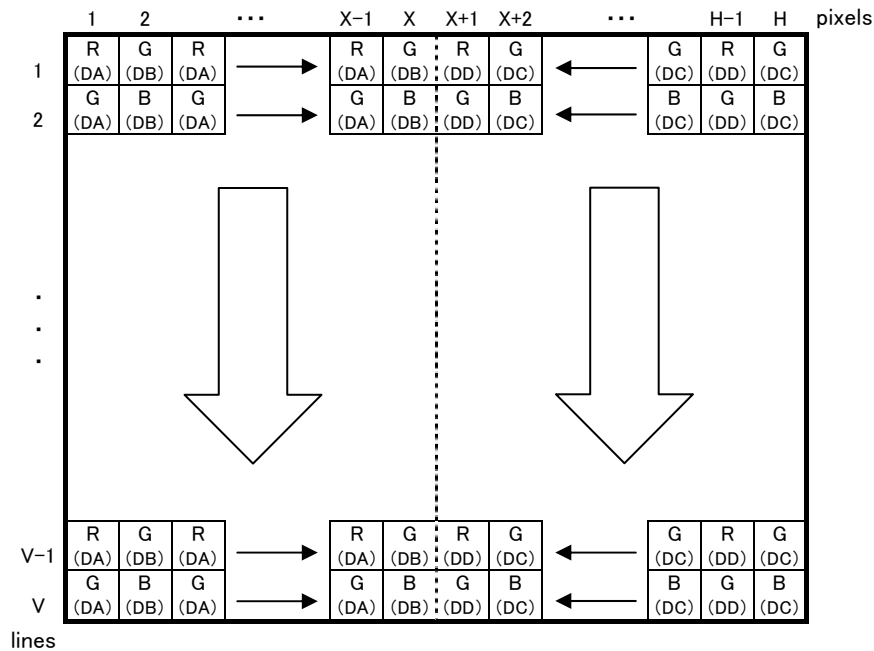 1 2 ··· X-1 X X+1 X+2 ··· H-1 H pixels
R G R R G R G G R G
1 (DA) (DB) (DA) (DA) (DB) (DD) (DC) (DC) (DD) (DC)
G B G G B G B B G B
2 (DA) (DB) (DA) (DA) (DB) (DD) (DC) (DC) (DD) (DC)
·
·
·
R G R R G R G G R G
V-1 (DA) (DB) (DA) (DA) (DB) (DD) (DC) (DC) (DD) (DC)
G B G G B G B B G B
V (DA) (DB) (DA) (DA) (DB) (DD) (DC) (DC) (DD) (DC)
lines